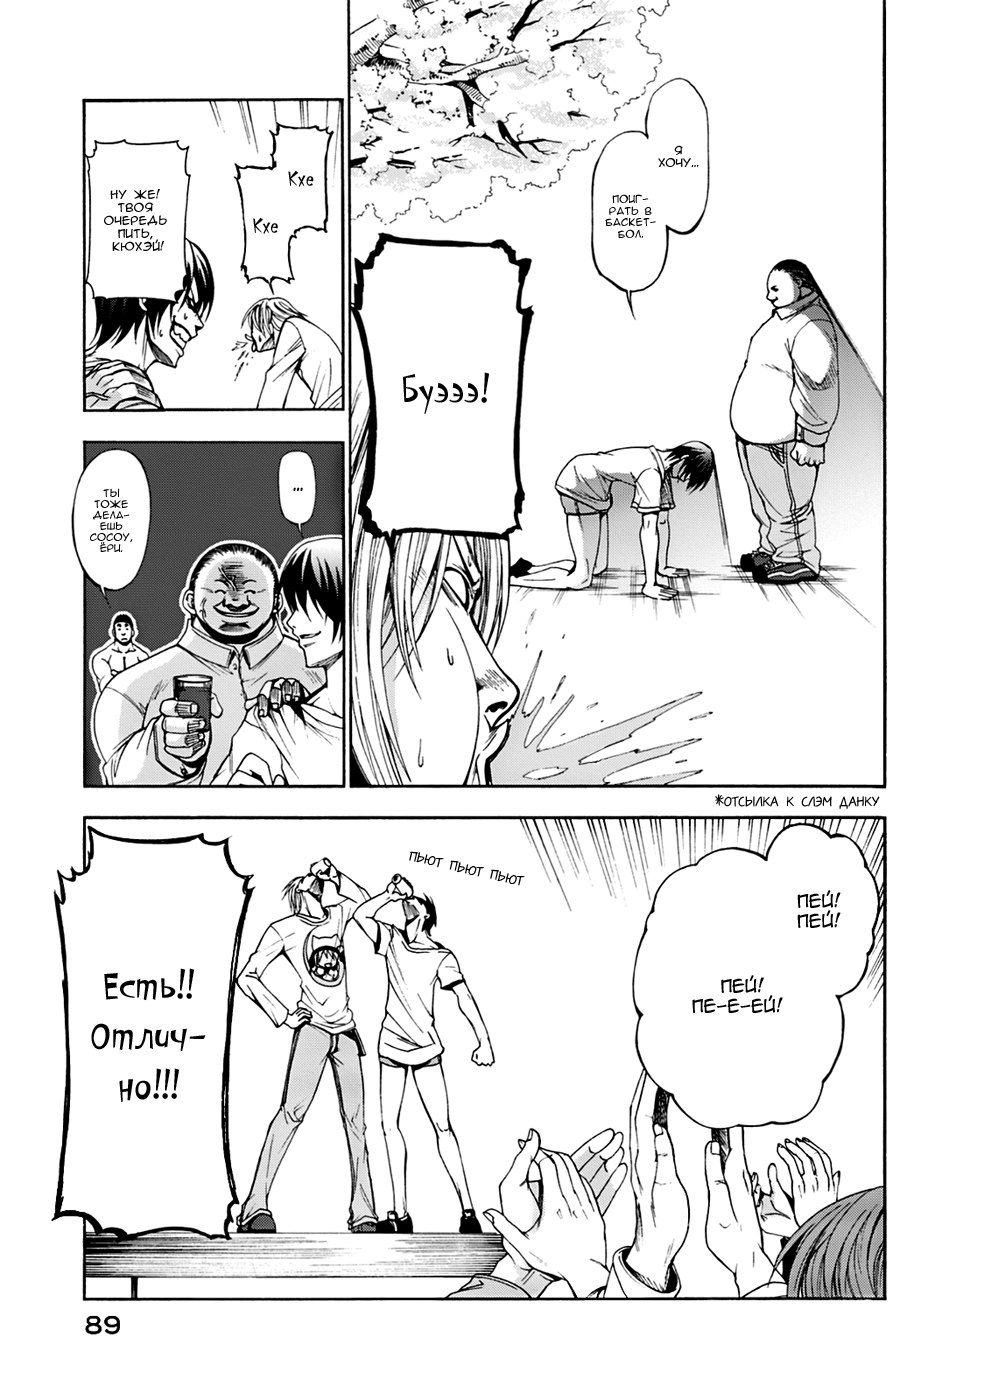 Я
ХОЧУ...
ПОИГ-
РАТЬ В
БАСКЕТ-
БОЛ.
Буэээ!
Кхе
Кхе
НУ ЖЕ!
ТВОЯ
ОЧЕРЕДЬ
ПИТЬ,
КЮХЭЙ!
...
ТЫ
ТОЖЕ
ДЕЛА-
ЕШЬ
СОСОУ,
ЁРИ.
*ОТСЫЛКА К СЛЭМ ДАНКУ
ПЕЙ!
ПЕЙ!
ПЕЙ!
ПЕ-Е-ЕЙ!
ПЬЮТ ПЬЮТ ПЬЮТ
Есть!!
Отлич-
но!!!
89